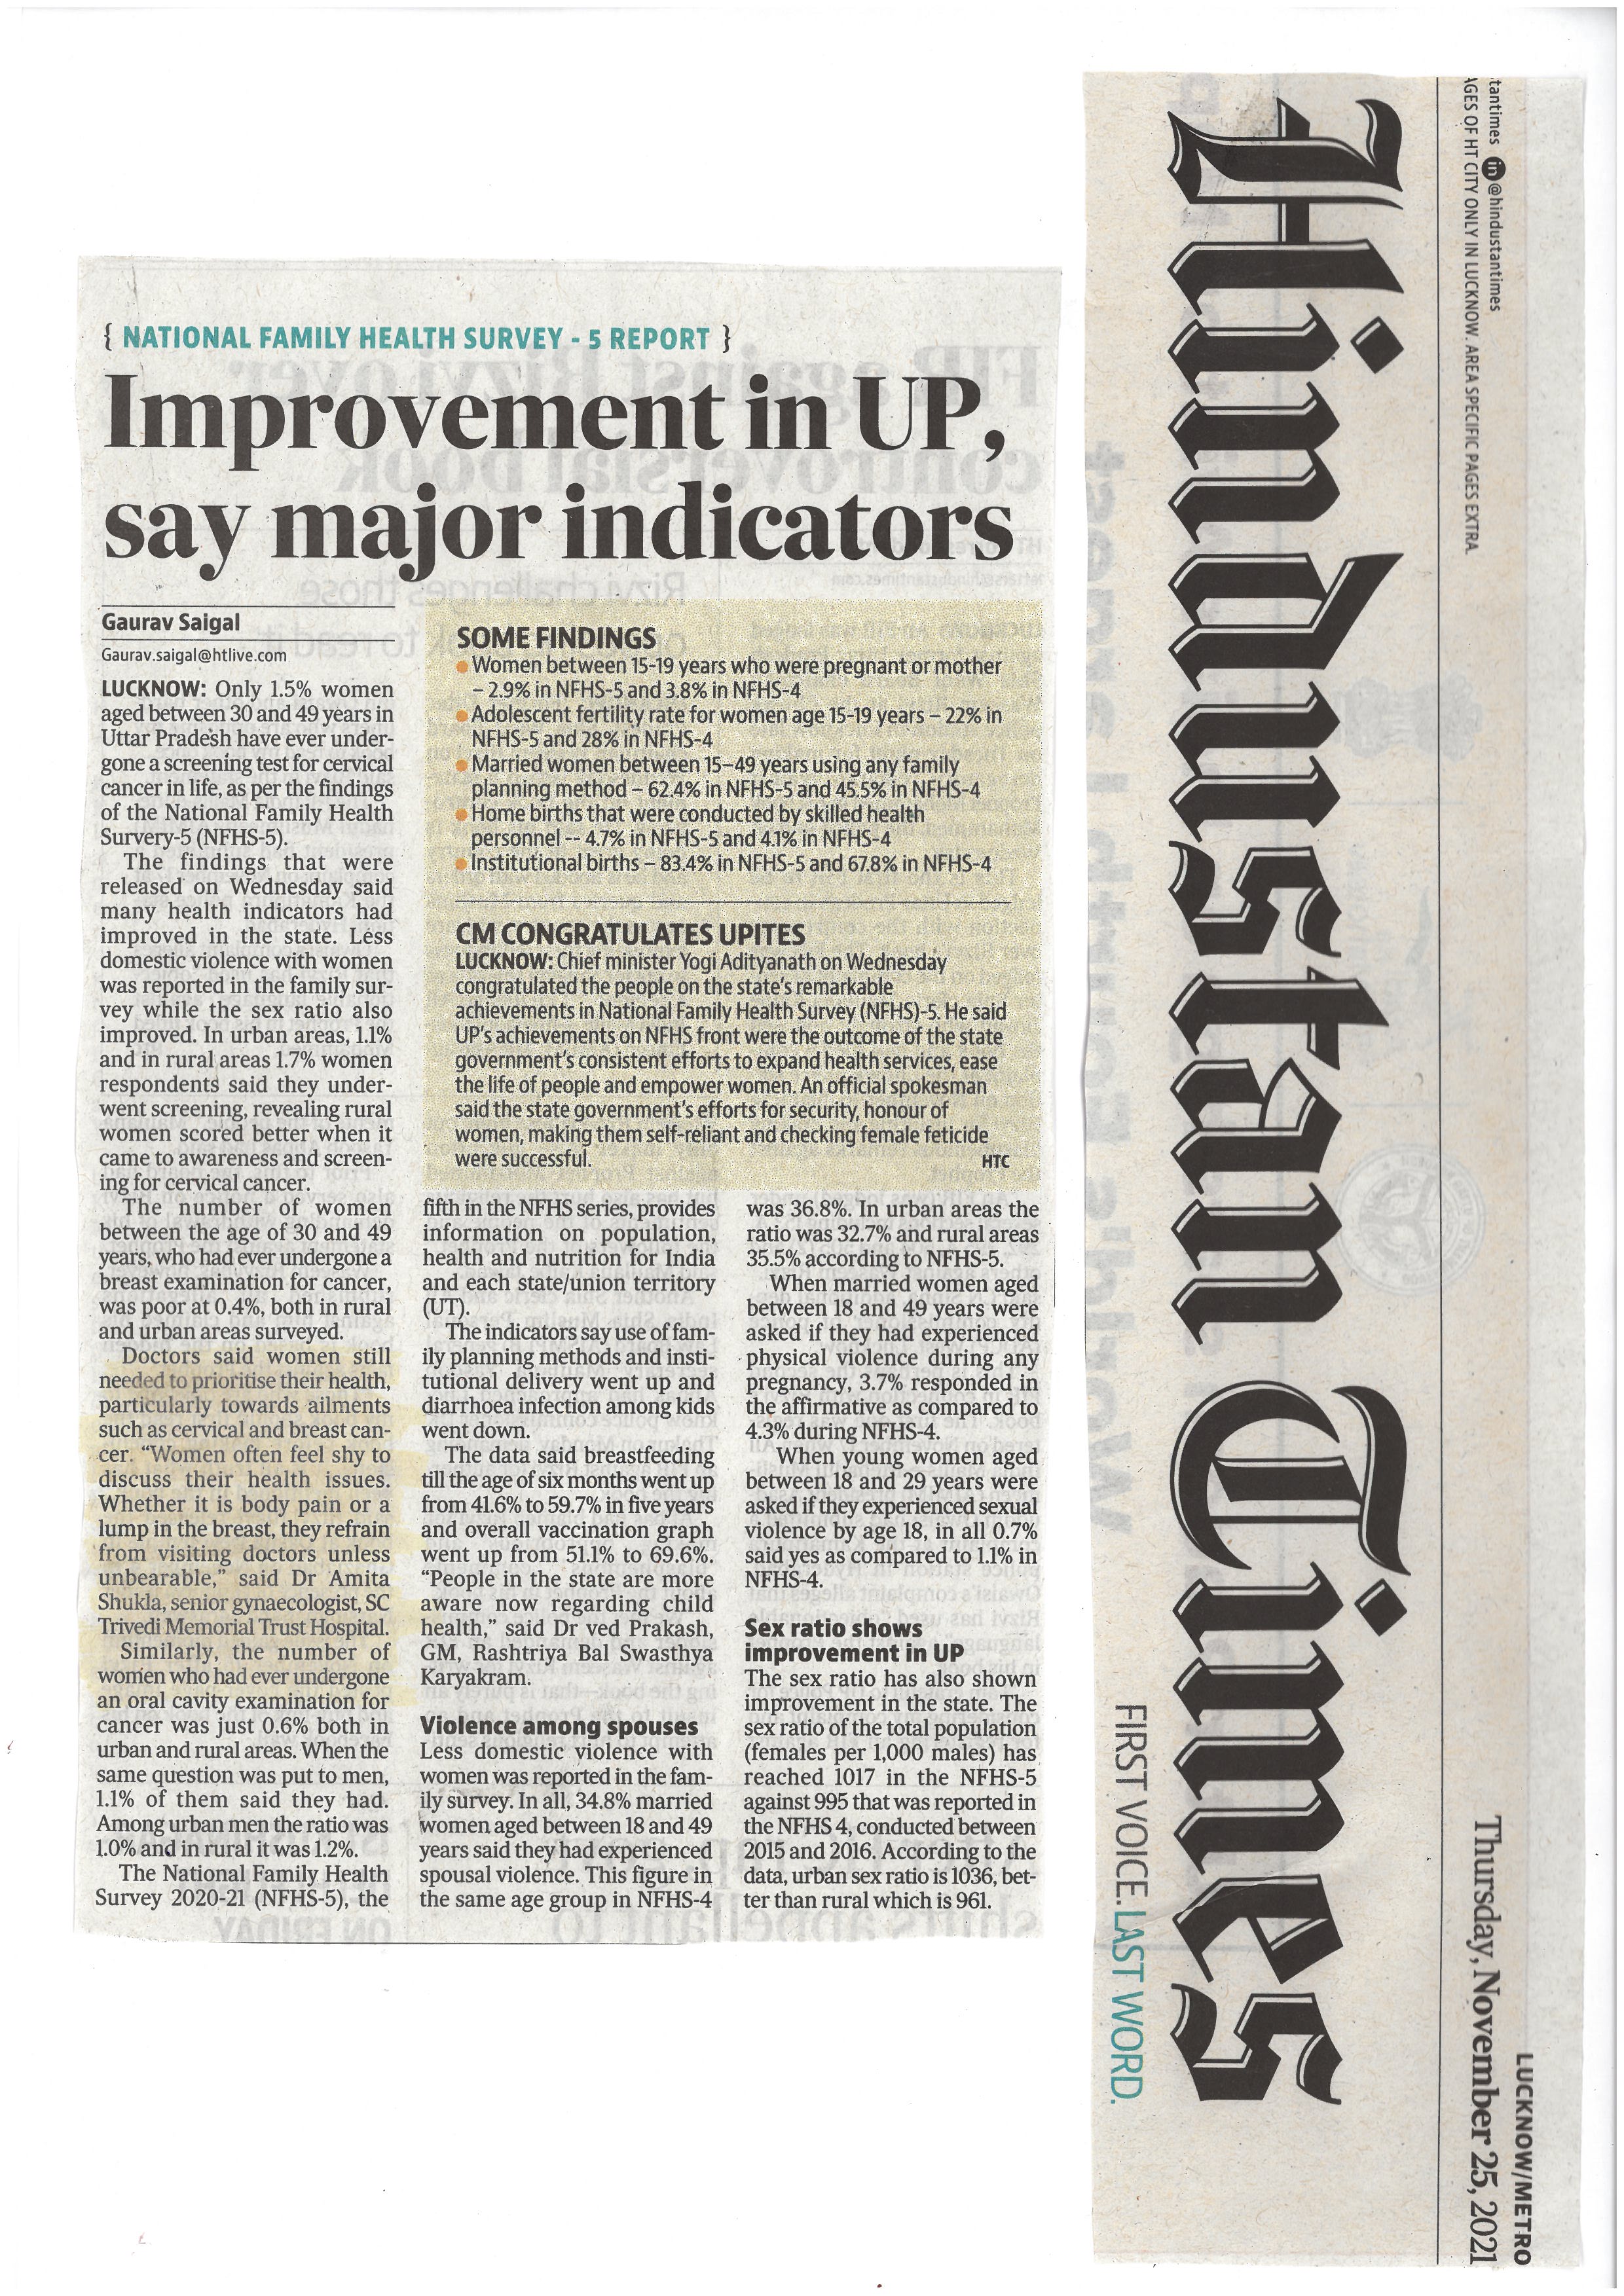 { NATIONAL FAMILY HEALTH SURVEY - 5 REPORT }
Improvement in UP,
say major indicators
Gaurav Saigal
Gaurav.saigal@htlive.com
LUCKNOW: Only 1.5% women
aged between 30 and 49 years in
Uttar Pradesh have ever under-
gone a screening test for cervical
cancer in life, as per the findings
of the National Family Health
Survery-5 (NFHS-5).
The findings that were
released on Wednesday said
many health indicators had
improved in the state. Less
domestic violence with women
was reported in the family sur-
vey while the sex ratio also
improved. In urban areas, 1.1%
and in rural areas 1.7% women
respondents said they under-
went screening, revealing rural
women scored better when it
came to awareness and screen-
ing for cervical cancer.
The number of women
between the age of 30 and 49
years, who had ever undergone a
breast examination for cancer,
was poor at 0.4%, both in rural
and urban areas surveyed.
Doctors said women still
needed to prioritise their health,
particularly towards ailments
such as cervical and breast can-
cer. “Women often feel shy to
discuss their health issues.
Whether it is body pain or a
lump in the breast, they refrain
from visiting doctors unless
unbearable,” said Dr Amita
Shukla, senior gynaecologist, SC
Trivedi Memorial Trust Hospital.
Similarly, the number of
women who had ever undergone
an oral cavity examination for
cancer was just 0.6% both in
urban and rural areas. When the
same question was put to men,
1.1% of them said they had.
Among urban men the ratio was
1.0% and in rural it was 1.2%.
The National Family Health
Survey 2020-21 (NFHS-5), the
SOME FINDINGS
Women between 15-19 years who were pregnant or mother
– 2.9% in NFHS-5 and 3.8% in NFHS-4
Adolescent fertility rate for women age 15-19 years – 22% in
NFHS-5 and 28% in NFHS-4
Married women between 15–49 years using any family
planning method – 62.4% in NFHS-5 and 45.5% in NFHS-4
Home births that were conducted by skilled health
personnel -- 4.7% in NFHS-5 and 4.1% in NFHS-4
Institutional births – 83.4% in NFHS-5 and 67.8% in NFHS-4
CM CONGRATULATES UPITES
LUCKNOW: Chief minister Yogi Adityanath on Wednesday
congratulated the people on the state's remarkable
achievements in National Family Health Survey (NFHS)-5. He said
UP's achievements on NFHS front were the outcome of the state
government's consistent efforts to expand health services, ease
the life of people and empower women. An official spokesman
said the state government's efforts for security, honour of
women, making them self-reliant and checking female feticide
were successful. HTC
fifth in the NFHS series, provides
information on population,
health and nutrition for India
and each state/union territory
(UT).
The indicators say use of fam-
ily planning methods and insti-
tutional delivery went up and
diarrhoea infection among kids
went down.
The data said breastfeeding
till the age of six months went up
from 41.6% to 59.7% in five years
and overall vaccination graph
went up from 51.1% to 69.6%.
“People in the state are more
aware now regarding child
health,” said Dr ved Prakash,
GM, Rashtriya Bal Swasthya
Karyakram.
Violence among spouses
Less domestic violence with
women was reported in the fam-
ily survey. In all, 34.8% married
women aged between 18 and 49
years said they had experienced
spousal violence. This figure in
the same age group in NFHS-4
was 36.8%. In urban areas the
ratio was 32.7% and rural areas
35.5% according to NFHS-5.
When married women aged
between 18 and 49 years were
asked if they had experienced
physical violence during any
pregnancy, 3.7% responded in
the affirmative as compared to
4.3% during NFHS-4.
When young women aged
between 18 and 29 years were
asked if they experienced sexual
violence by age 18, in all 0.7%
said yes as compared to 1.1% in
NFHS-4.
Sex ratio shows
improvement in UP
The sex ratio has also shown
improvement in the state. The
sex ratio of the total population
(females per 1,000 males) has
reached 1017 in the NFHS-5
against 995 that was reported in
the NFHS 4, conducted between
2015 and 2016. According to the
data, urban sex ratio is 1036, bet-
ter than rural which is 961.
tantimes in @hindustantimes
AGES OF HT CITY ONLY IN LUCKNOW. AREA SPECIFIC PAGES EXTRA
LUCKNOW/METRO
Thursday, November 25, 2021
Hindustan Times
FIRST VOICE. LAST WORD.